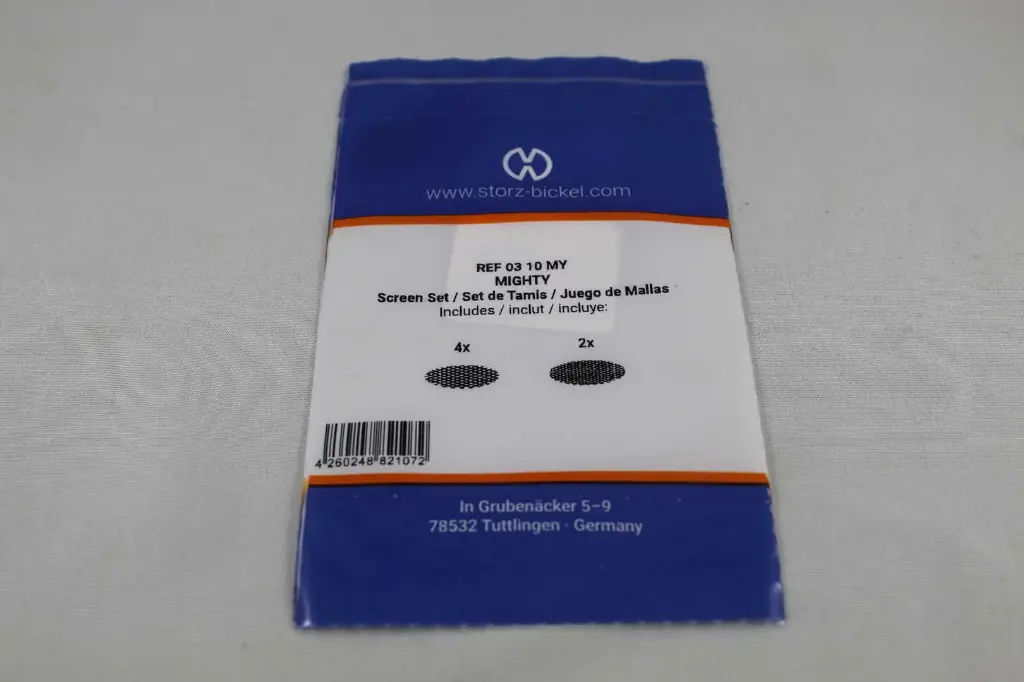 www.storz-bickel.com
REF 03 10 MY
MIGHTY
Screen Set / Set de Tamis / Juego de Mallas
Includes / inclut / incluye:
4x 2x
4 260248 821072
In Grubenäcker 5–9
78532 Tuttlingen · Germany